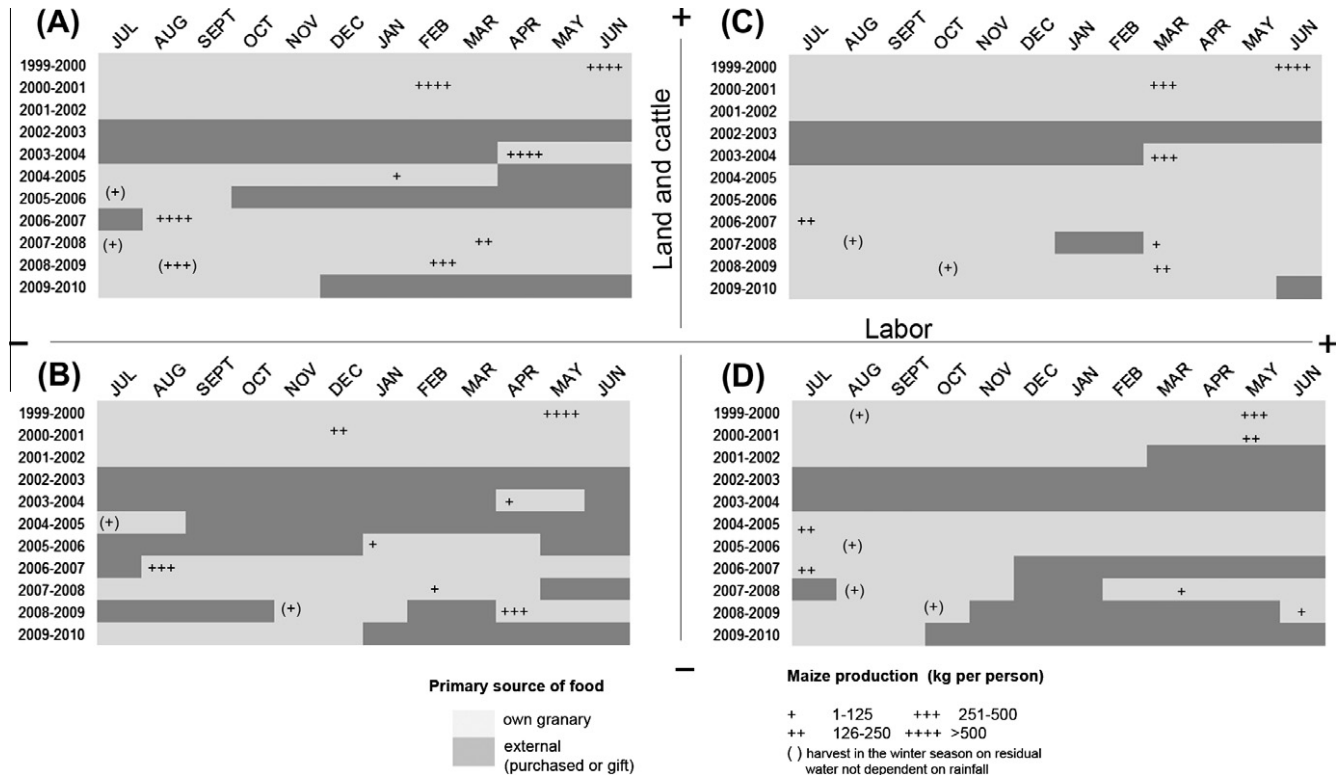 (A)
JUL AUG SEPT OCT NOV DEC JAN FEB MAR APR MAY JUN
1999-2000 ++++
2000-2001 ++++
2001-2002
2002-2003
2003-2004 ++++
2004-2005 +
2005-2006 (+)
2006-2007 ++++
2007-2008 (+) ++
2008-2009 (+++) +++
2009-2010
+
Land and cattle
(C)
JUL AUG SEPT OCT NOV DEC JAN FEB MAR APR MAY JUN
1999-2000 ++++
2000-2001 +++
2001-2002
2002-2003
2003-2004 +++
2004-2005
2005-2006
2006-2007 ++
2007-2008 (+) +
2008-2009 (+) ++
2009-2010
− Labor +
(B)
JUL AUG SEPT OCT NOV DEC JAN FEB MAR APR MAY JUN
1999-2000 ++++
2000-2001 ++
2001-2002
2002-2003
2003-2004 +
2004-2005 (+)
2005-2006 +
2006-2007 +++
2007-2008 +
2008-2009 (+) +++
2009-2010
(D)
JUL AUG SEPT OCT NOV DEC JAN FEB MAR APR MAY JUN
1999-2000 (+) +++
2000-2001 ++
2001-2002
2002-2003
2003-2004
2004-2005 ++
2005-2006 (+)
2006-2007 ++
2007-2008 (+) +
2008-2009 (+) +
2009-2010
−
Primary source of food
own granary
external
(purchased or gift)
Maize production (kg per person)
+ 1-125 +++ 251-500
++ 126-250 ++++ >500
( ) harvest in the winter season on residual
water not dependent on rainfall